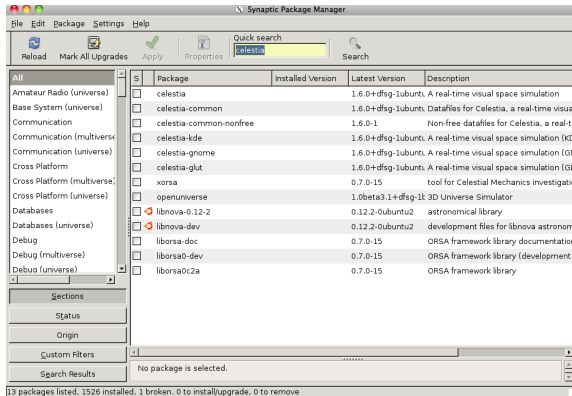 Synaptic Package Manager
File Edit Package Settings Help
Reload Mark All Upgrades Apply Properties Quick search celestia Search
S Package Installed Version Latest Version Description
All
Amateur Radio (universe)
Base System (universe)
Communication
Communication (multiverse
Communication (universe)
Cross Platform
Cross Platform (multiverse)
Cross Platform (universe)
Databases
Databases (universe)
Debug
Debug (multiverse)
Debug (universe)
celestia 1.6.0+dfsg-1ubuntu A real-time visual space simulation
celestia-common 1.6.0+dfsg-1ubuntu Datafiles for Celestia, a real-time visua
celestia-common-nonfree 1.6.0-1 Non-free datafiles for Celestia, a real-t
celestia-kde 1.6.0+dfsg-1ubuntu A real-time visual space simulation (KD
celestia-gnome 1.6.0+dfsg-1ubuntu A real-time visual space simulation (GN
celestia-glut 1.6.0+dfsg-1ubuntu A real-time visual space simulation (GL
xorsa 0.7.0-15 tool for Celestial Mechanics investigati
openuniverse 1.0beta3.1+dfsg-1b 3D Universe Simulator
libnova-0.12-2 0.12.2-0ubuntu2 astronomical library
libnova-dev 0.12.2-0ubuntu2 development files for libnova astronom
liborsa-doc 0.7.0-15 ORSA framework library documentation
liborsa0-dev 0.7.0-15 ORSA framework library (development
liborsa0c2a 0.7.0-15 ORSA framework library
Sections
Status
Origin
Custom Filters
Search Results
No package is selected.
13 packages listed, 1526 installed, 1 broken. 0 to install/upgrade, 0 to remove